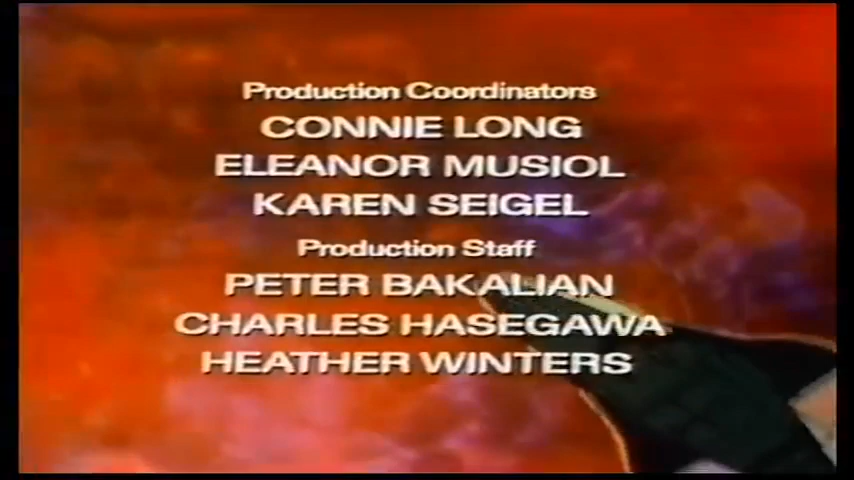 Production Coordinators
CONNIE LONG
ELEANOR MUSIOL
KAREN SEIGEL
Production Staff
PETER BAKALIAN
CHARLES HASEGAWA
HEATHER WINTERS